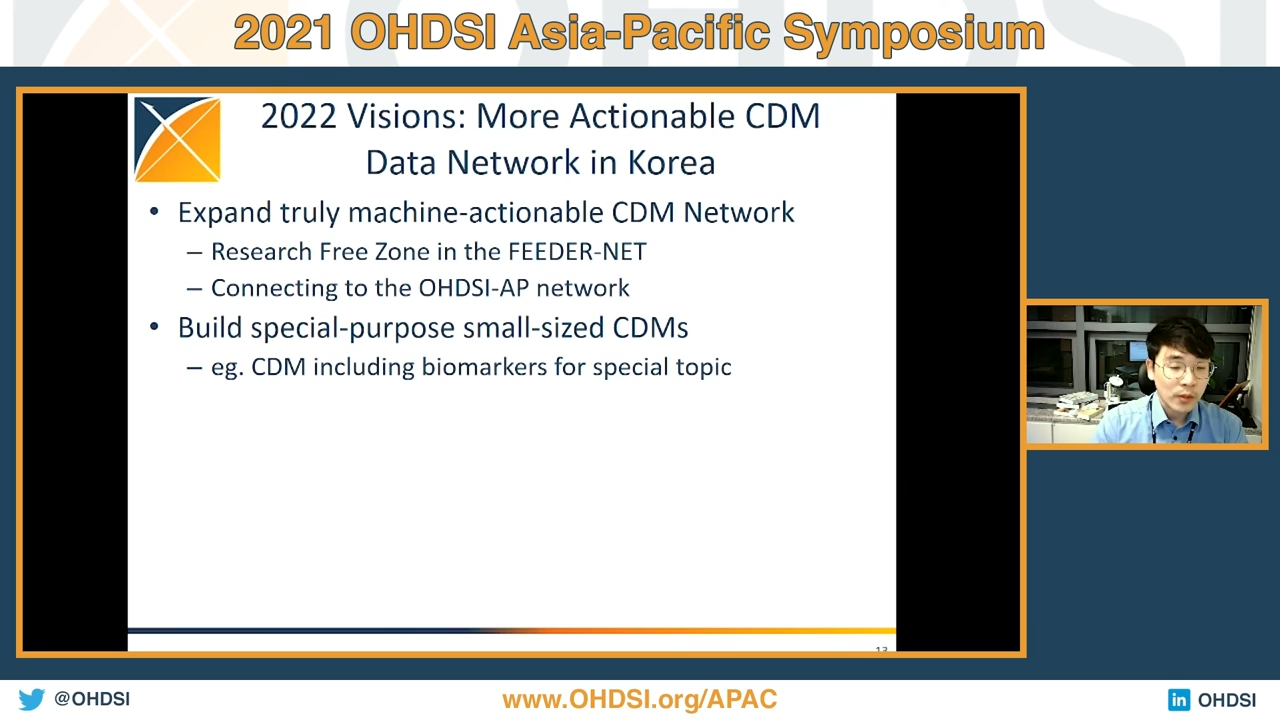 2021 OHDSI Asia-Pacific Symposium
2022 Visions: More Actionable CDM
Data Network in Korea
• Expand truly machine-actionable CDM Network
– Research Free Zone in the FEEDER-NET
– Connecting to the OHDSI-AP network
• Build special-purpose small-sized CDMs
– eg. CDM including biomarkers for special topic
13
@OHDSI
www.OHDSI.org/APAC
in OHDSI